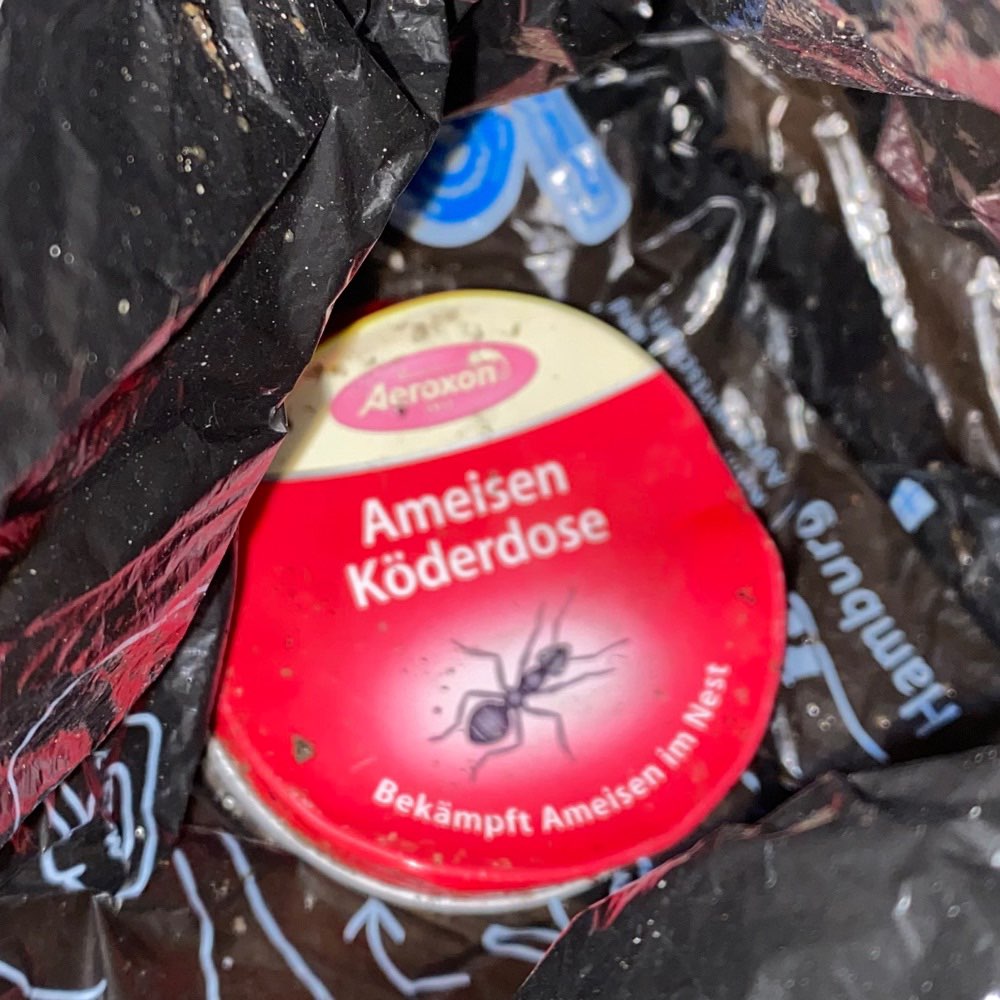 Aeroxon
Ameisen
Köderdose
Bekämpft Ameisen im Nest
Hamburg